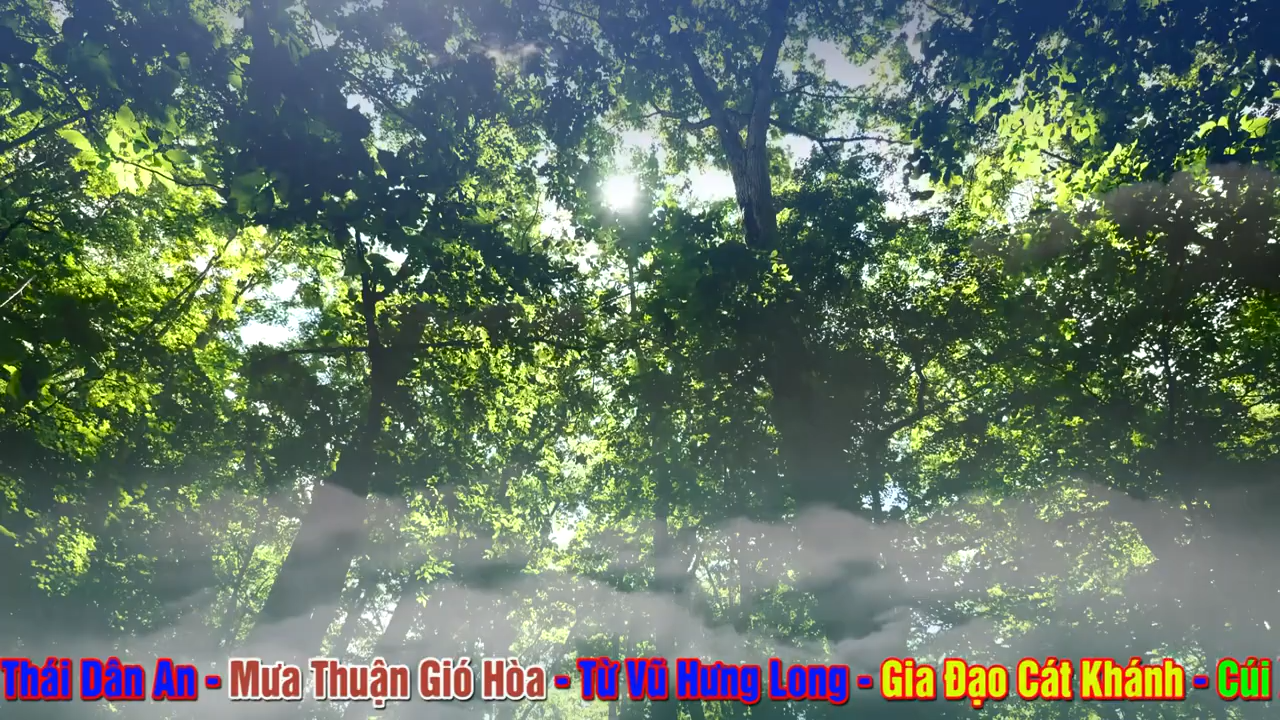 Thái Dân An - Mưa Thuận Gió Hòa - Từ Vũ Hưng Long - Gia Đạo Cát Khánh - Cúi